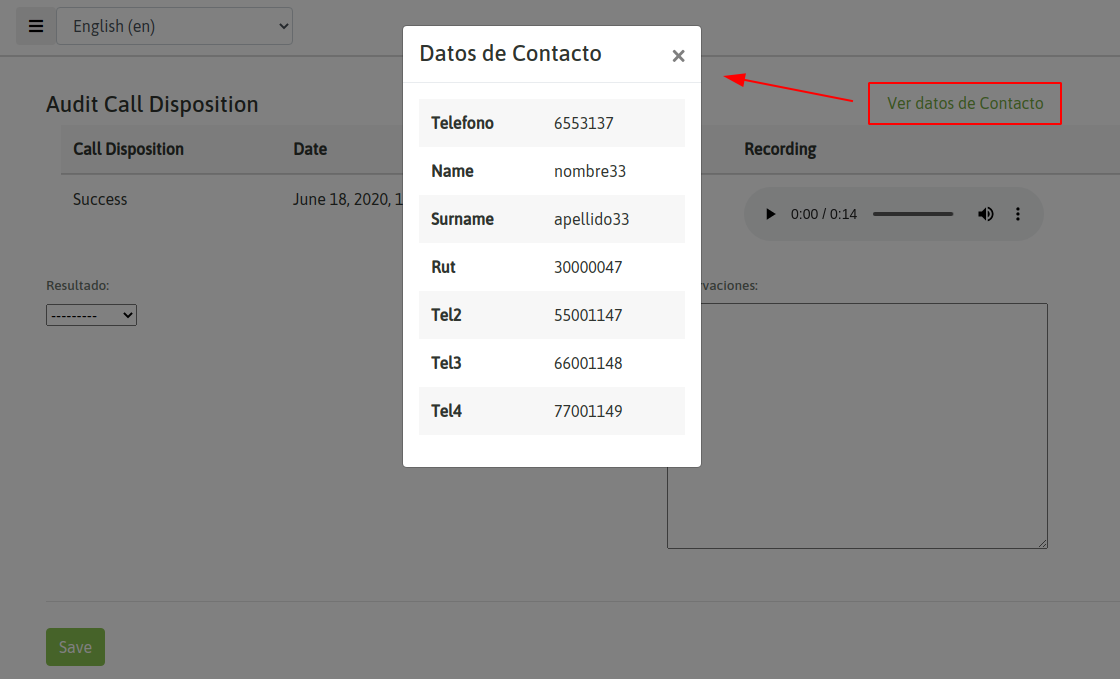 English (en)
Datos de Contacto ×
Audit Call Disposition
Ver datos de Contacto
Call Disposition Date Recording
Success June 18, 2020, 1
0:00 / 0:14
Telefono 6553137
Name nombre33
Surname apellido33
Rut 30000047
Tel2 55001147
Tel3 66001148
Tel4 77001149
Resultado:
rvaciones:
---------
Save